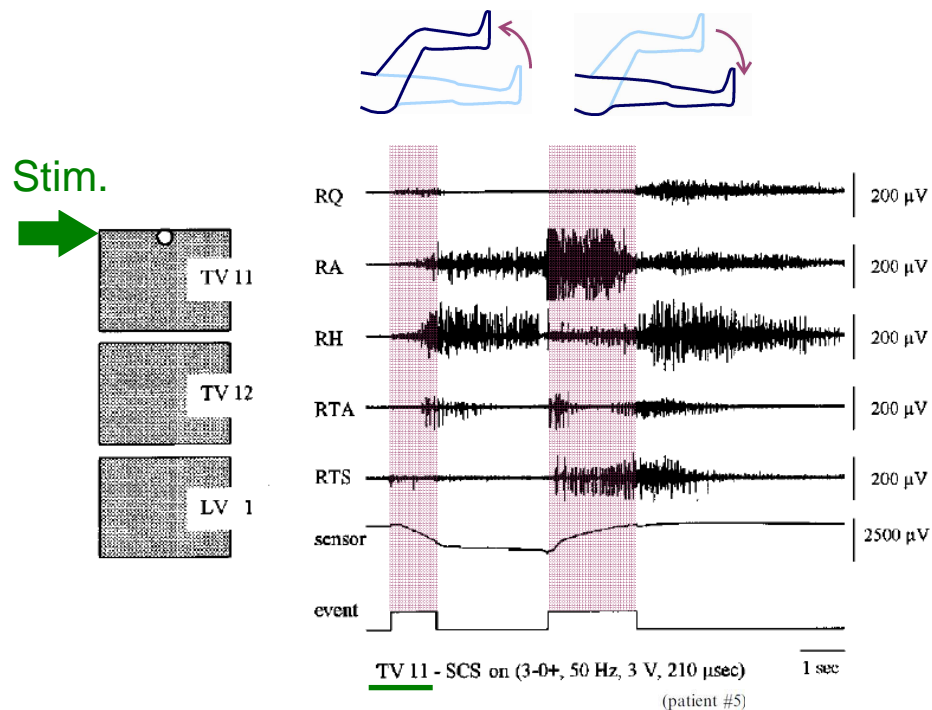 Stim.
TV 11
TV 12
LV 1
RQ 200 µV
RA 200 µV
RH 200 µV
RTA 200 µV
RTS 200 µV
sensor 2500 µV
event
1 sec
TV 11 - SCS on (3-0+, 50 Hz, 3 V, 210 µsec)
(patient #5)